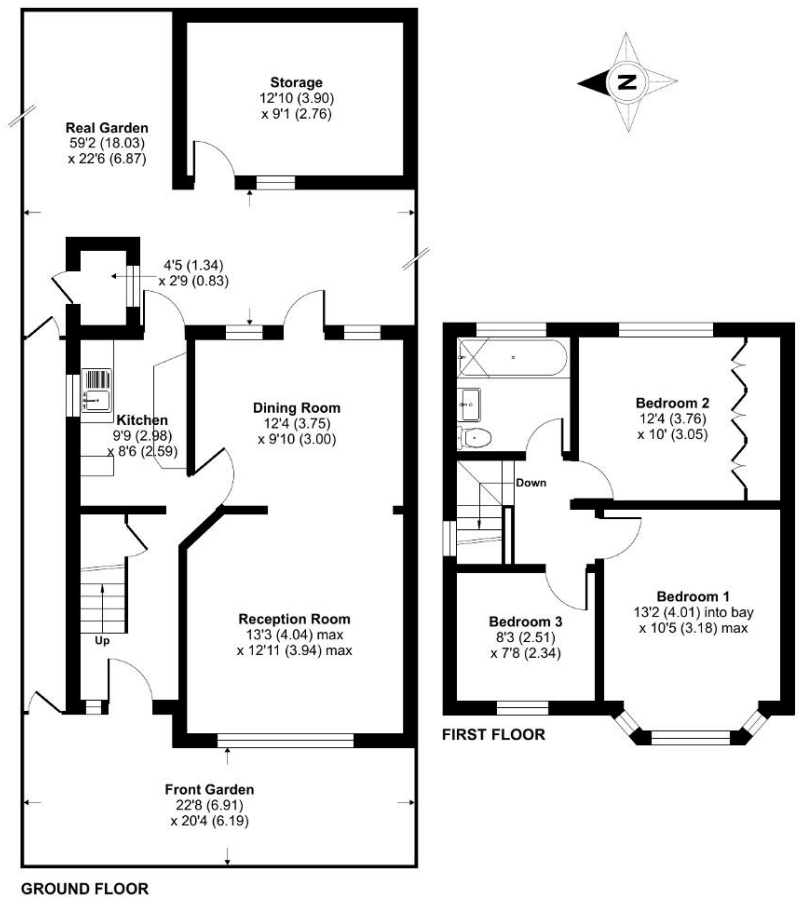 Storage
12'10 (3.90)
x 9'1 (2.76)
N
Real Garden
59'2 (18.03)
x 22'6 (6.87)
4'5 (1.34)
x 2'9 (0.83)
Kitchen
9'9 (2.98)
x 8'6 (2.59)
Dining Room
12'4 (3.75)
x 9'10 (3.00)
Bedroom 2
12'4 (3.76)
x 10' (3.05)
Down
Bedroom 1
13'2 (4.01) into bay
x 10'5 (3.18) max
Bedroom 3
8'3 (2.51)
x 7'8 (2.34)
Reception Room
13'3 (4.04) max
x 12'11 (3.94) max
Up
FIRST FLOOR
Front Garden
22'8 (6.91)
x 20'4 (6.19)
GROUND FLOOR